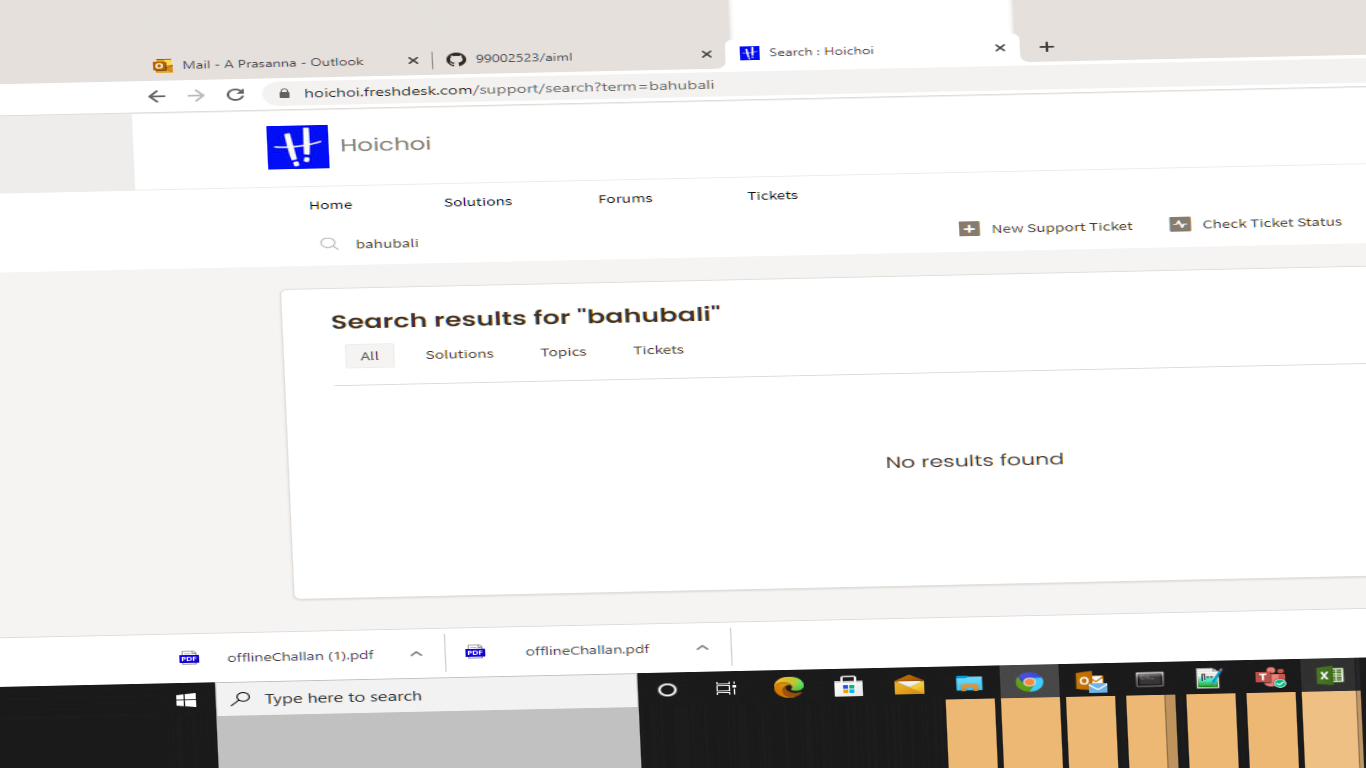 Mail - A Prasanna - Outlook
99002523/aiml
Search : Hoichoi
hoichoi.freshdesk.com/support/search?term=bahubali
Hoichoi
Home Solutions Forums Tickets
bahubali
New Support Ticket
Check Ticket Status
Search results for "bahubali"
All Solutions Topics Tickets
No results found
PDF offlineChallan (1).pdf
PDF offlineChallan.pdf
Type here to search